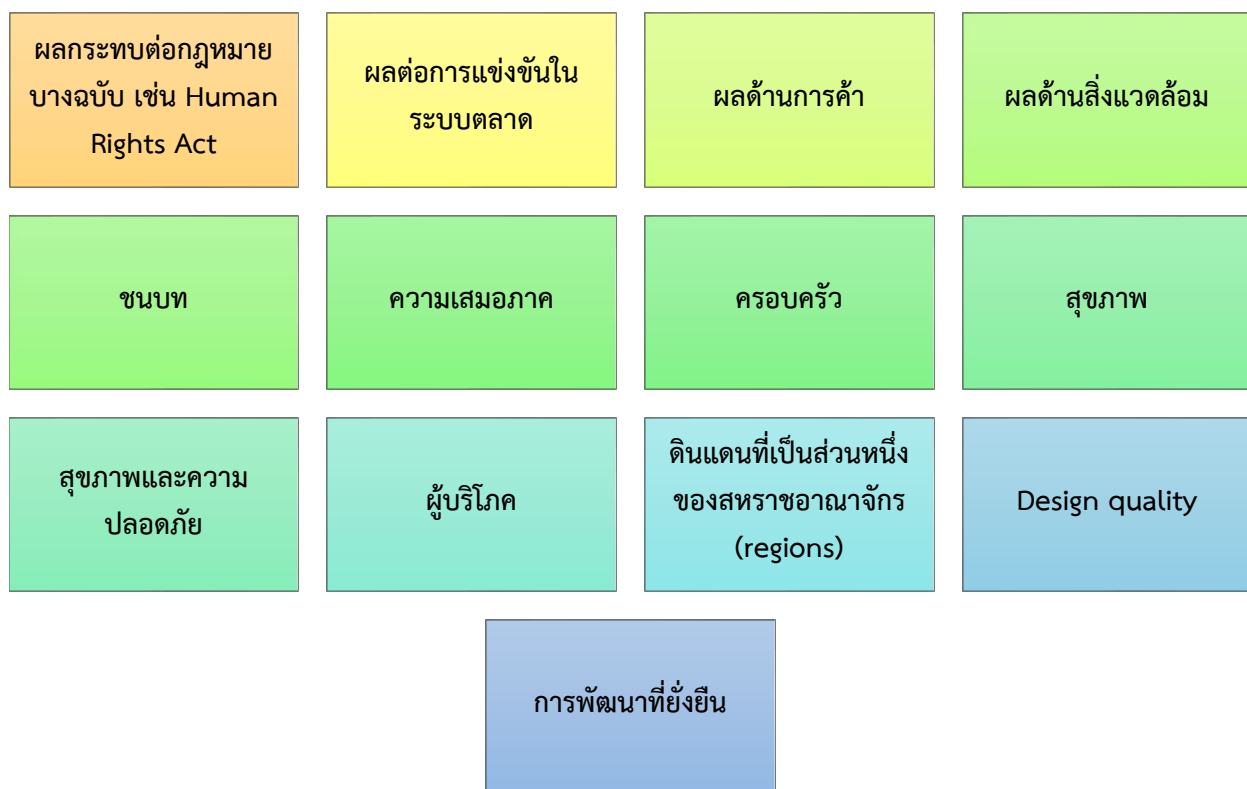 ผลกระทบต่อกฎหมาย
บางฉบับ เช่น Human
Rights Act
ผลต่อการแข่งขันใน
ระบบตลาด
ผลด้านการค้า
ผลด้านสิ่งแวดล้อม
ชนบท
ความเสมอภาค
ครอบครัว
สุขภาพ
สุขภาพและความ
ปลอดภัย
ผู้บริโภค
ดินแดนที่เป็นส่วนหนึ่ง
ของสหราชอาณาจักร
(regions)
Design quality
การพัฒนาที่ยั่งยืน